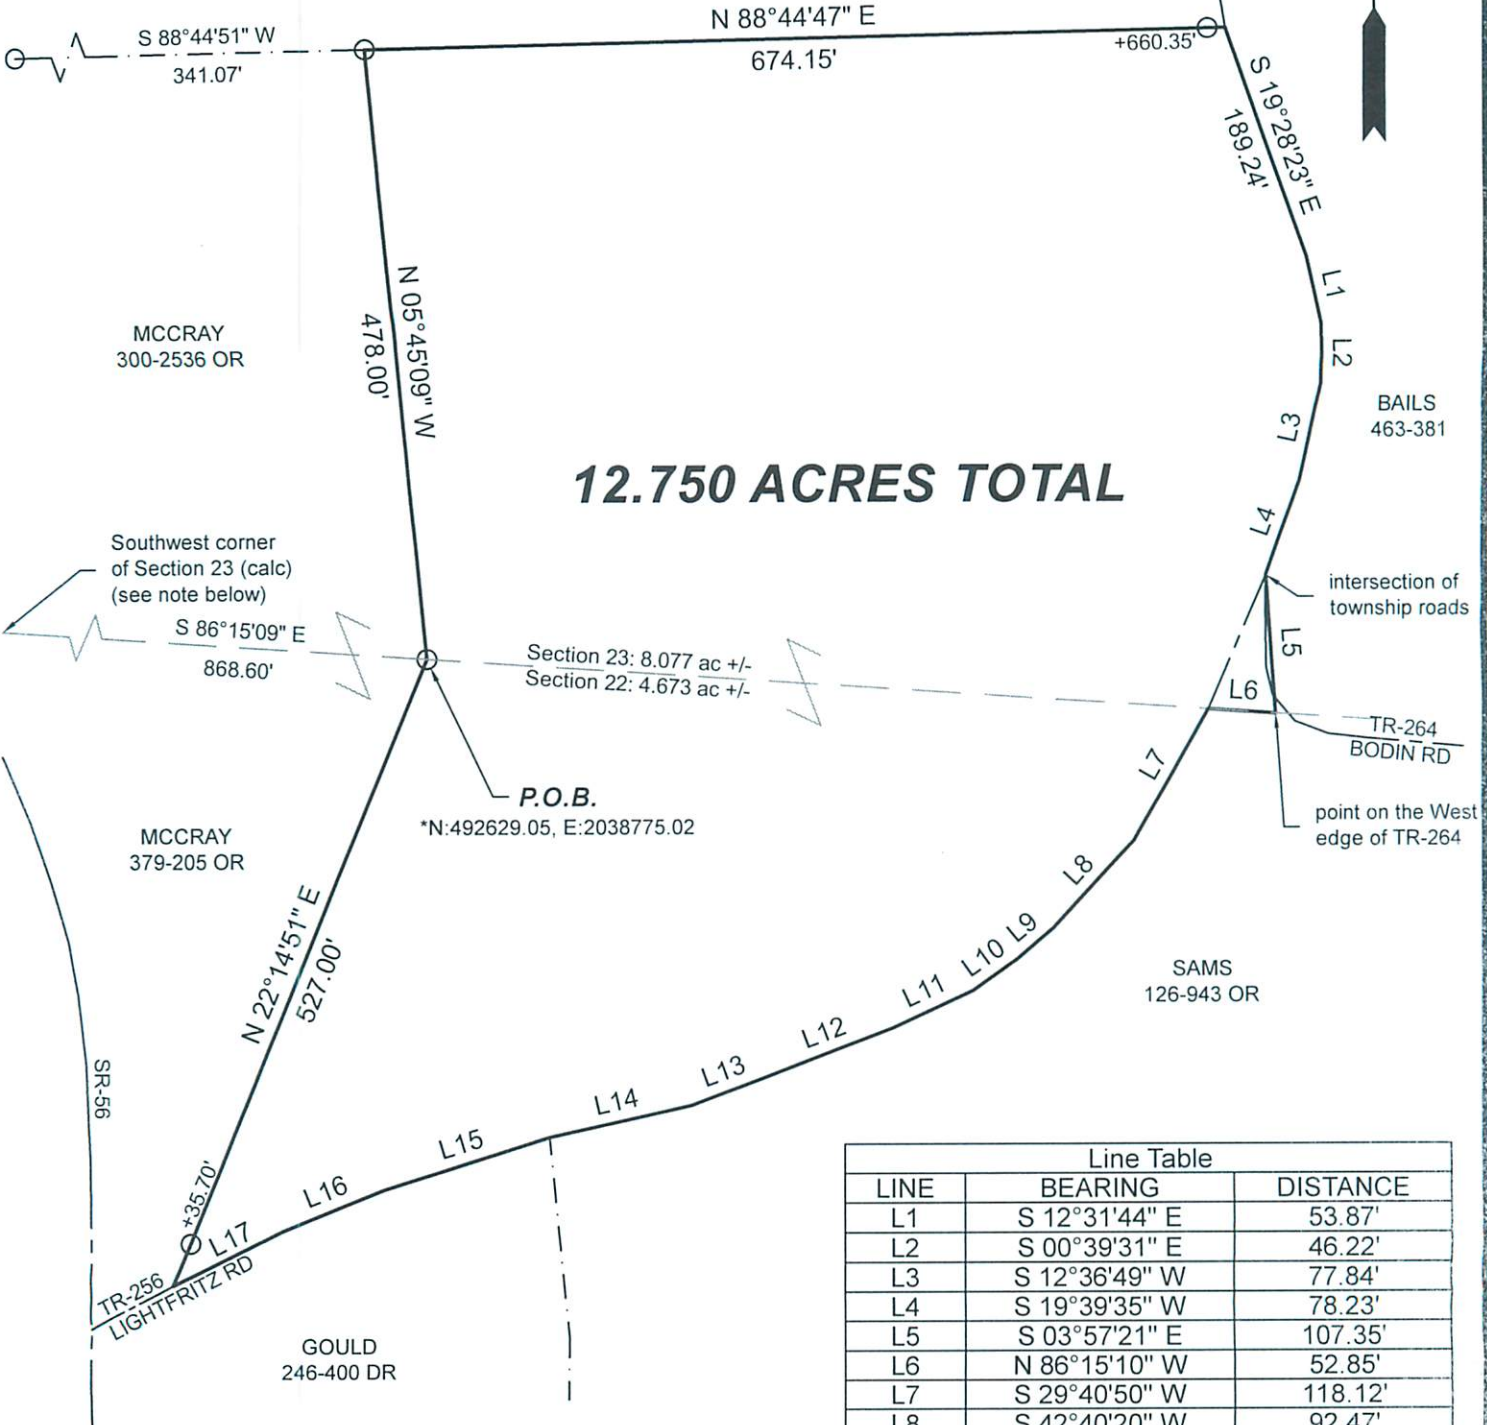 S 88°44'51" W
341.07'
N 88°44'47" E
674.15'
+660.35'
S 19°28'23" E
189.24'
L1
L2
L3
L4
N 05°45'09" W
478.00'
MCCRAY
300-2536 OR
BAILS
463-381
12.750 ACRES TOTAL
Southwest corner
of Section 23 (calc)
(see note below)
S 86°15'09" E
868.60'
Section 23: 8.077 ac +/-
Section 22: 4.673 ac +/-
intersection of
township roads
L5
L6
TR-264
BODIN RD
point on the West
edge of TR-264
P.O.B.
*N:492629.05, E:2038775.02
MCCRAY
379-205 OR
N 22°14'51" E
527.00'
L7
L8
L9
L10
L11
L12
L13
L14
L15
L16
L17
SAMS
126-943 OR
SR-56
+35.70'
TR-256
LIGHTFRITZ RD
GOULD
246-400 DR
Line Table
LINE BEARING DISTANCE
L1 S 12°31'44" E 53.87'
L2 S 00°39'31" E 46.22'
L3 S 12°36'49" W 77.84'
L4 S 19°39'35" W 78.23'
L5 S 03°57'21" E 107.35'
L6 N 86°15'10" W 52.85'
L7 S 29°40'50" W 118.12'
L8 S 42°40'20" W 92.47'